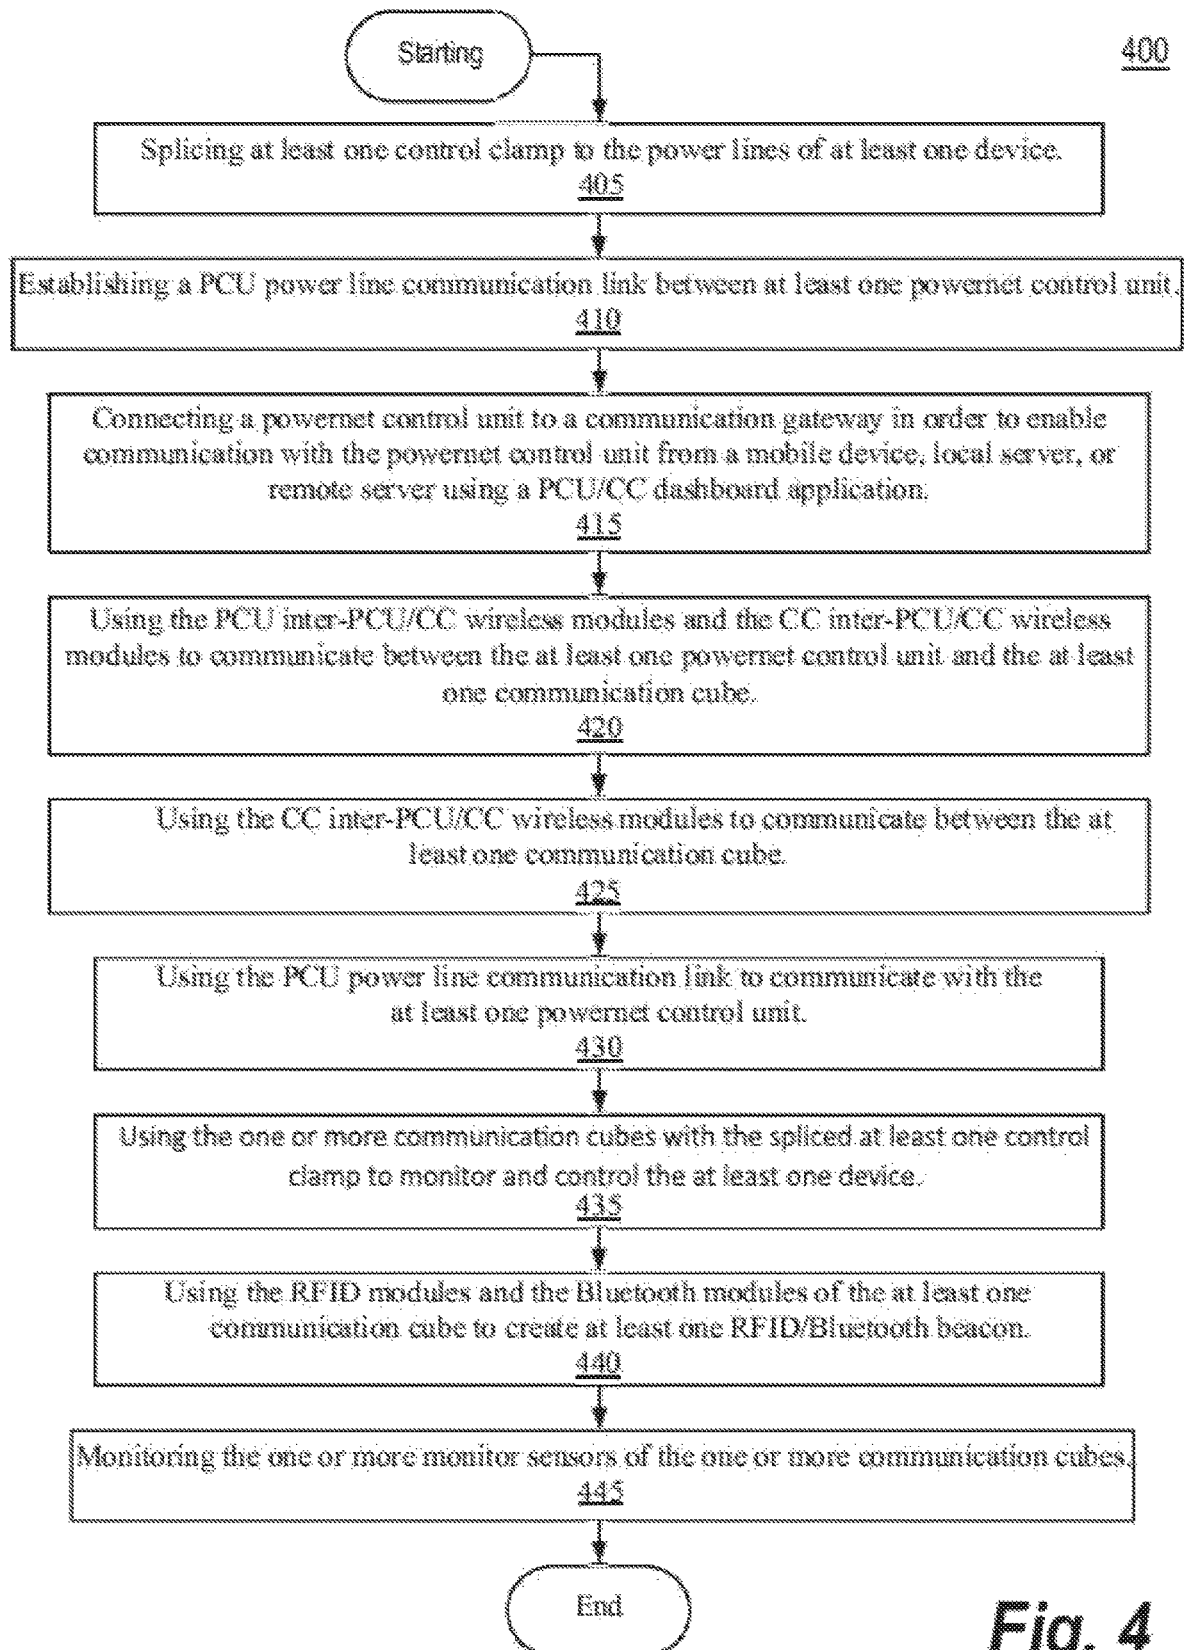 Starting
400
Splicing at least one control clamp to the power lines of at least one device.
405
Establishing a PCU power line communication link between at least one powernet control unit.
410
Connecting a powernet control unit to a communication gateway in order to enable
communication with the powernet control unit from a mobile device, local server, or
remote server using a PCU/CC dashboard application.
415
Using the PCU inter-PCU/CC wireless modules and the CC inter-PCU/CC wireless
modules to communicate between the at least one powernet control unit and the at least
one communication cube.
420
Using the CC inter-PCU/CC wireless modules to communicate between the at
least one communication cube.
425
Using the PCU power line communication link to communicate with the
at least one powernet control unit.
430
Using the one or more communication cubes with the spliced at least one control
clamp to monitor and control the at least one device.
435
Using the RFID modules and the Bluetooth modules of the at least one
communication cube to create at least one RFID/Bluetooth beacon.
440
Monitoring the one or more monitor sensors of the one or more communication cubes.
445
End
Fig. 4